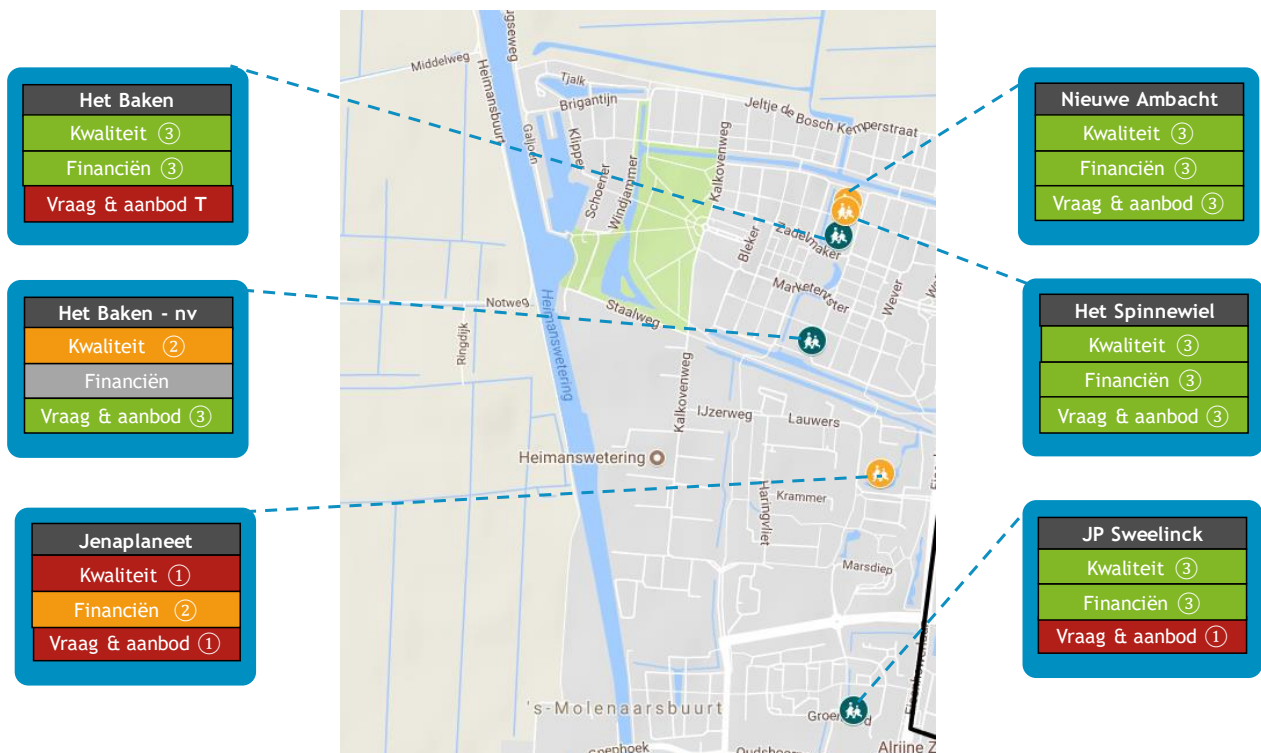 Het Baken
Kwaliteit ③
Financiën ③
Vraag & aanbod T
Het Baken - nv
Kwaliteit ②
Financiën
Vraag & aanbod ③
Jenaplaneet
Kwaliteit ①
Financiën ②
Vraag & aanbod ①
Middelweg
Heimansbuurt
Tjalk
Brigantijn
Galjoen
Klipper
Schoener
Windjammer
Jeltje de Bosch Kemperstraat
Kalkovenweg
Bleker
Zadelmaker
Wever
Notweg
Ringdijk
Heimanswetering
Staalweg
Kalkovenweg
IJzerweg
Lauwers
Heimanswetering
Haringvliet
Krammer
Marsdiep
's-Molenaarsbuurt
Alrijne Z
Nieuwe Ambacht
Kwaliteit ③
Financiën ③
Vraag & aanbod ③
Het Spinnewiel
Kwaliteit ③
Financiën ③
Vraag & aanbod ③
JP Sweelinck
Kwaliteit ③
Financiën ③
Vraag & aanbod ①